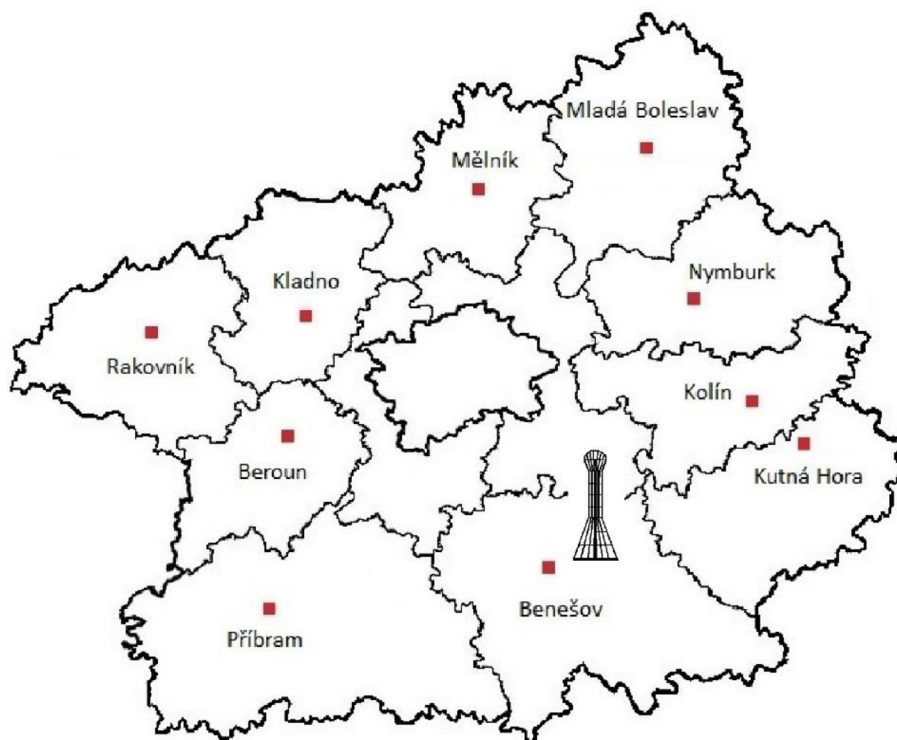 Mladá Boleslav
Mělník
Nymburk
Kladno
Rakovník
Kolín
Beroun
Kutná Hora
Benešov
Příbram